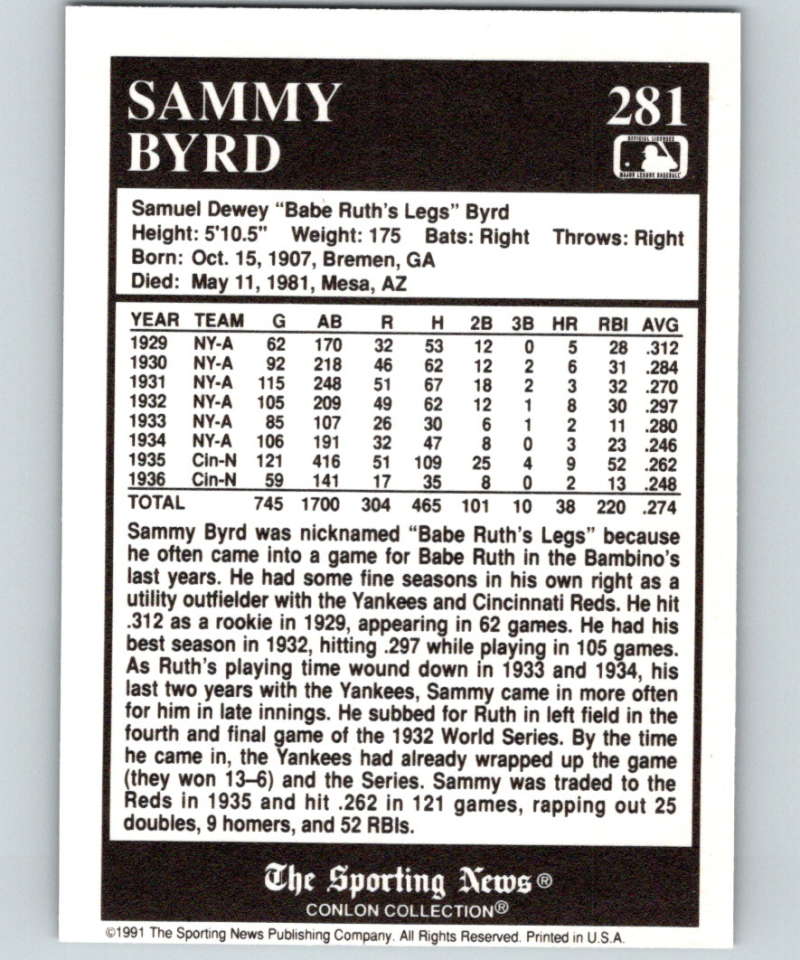 SAMMY 281
BYRD
OFFICIAL LICENSEE
MAJOR LEAGUE BASEBALL
Samuel Dewey "Babe Ruth's Legs" Byrd
Height: 5'10.5" Weight: 175 Bats: Right Throws: Right
Born: Oct. 15, 1907, Bremen, GA
Died: May 11, 1981, Mesa, AZ
YEAR TEAM G AB R H 2B 3B HR RBI AVG
1929 NY-A 62 170 32 53 12 0 5 28 .312
1930 NY-A 92 218 46 62 12 2 6 31 .284
1931 NY-A 115 248 51 67 18 2 3 32 .270
1932 NY-A 105 209 49 62 12 1 8 30 .297
1933 NY-A 85 107 26 30 6 1 2 11 .280
1934 NY-A 106 191 32 47 8 0 3 23 .246
1935 Cin-N 121 416 51 109 25 4 9 52 .262
1936 Cin-N 59 141 17 35 8 0 2 13 .248
TOTAL 745 1700 304 465 101 10 38 220 .274
Sammy Byrd was nicknamed "Babe Ruth's Legs" because
he often came into a game for Babe Ruth in the Bambino's
last years. He had some fine seasons in his own right as a
utility outfielder with the Yankees and Cincinnati Reds. He hit
.312 as a rookie in 1929, appearing in 62 games. He had his
best season in 1932, hitting .297 while playing in 105 games.
As Ruth's playing time wound down in 1933 and 1934, his
last two years with the Yankees, Sammy came in more often
for him in late innings. He subbed for Ruth in left field in the
fourth and final game of the 1932 World Series. By the time
he came in, the Yankees had already wrapped up the game
(they won 13–6) and the Series. Sammy was traded to the
Reds in 1935 and hit .262 in 121 games, rapping out 25
doubles, 9 homers, and 52 RBIs.
The Sporting News®
CONLON COLLECTION®
©1991 The Sporting News Publishing Company. All Rights Reserved. Printed in U.S.A.